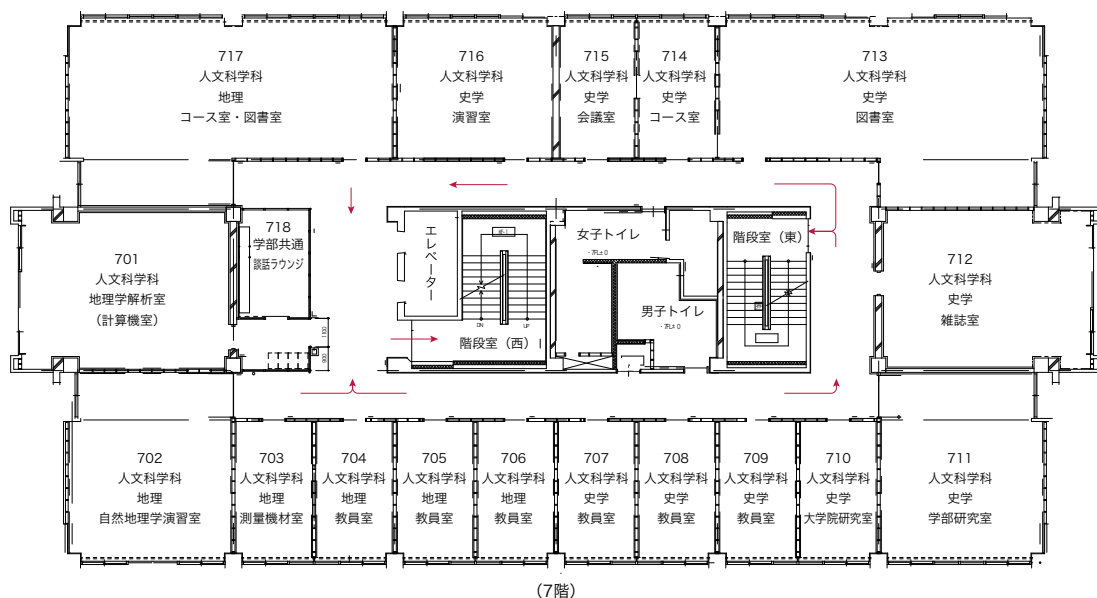 717
人文科学科
地理
コース室・図書室
716
人文科学科
史学
演習室
715
人文科学科
史学
会議室
714
人文科学科
史学
コース室
713
人文科学科
史学
図書室
701
人文科学科
地理学解析室
（計算機室）
718
学部共通
談話ラウンジ
1100
エレベーター
DN
UP
階段室（西）
女子トイレ
- 7FL±0
男子トイレ
- 7FL±0
階段室（東）
712
人文科学科
史学
雑誌室
702
人文科学科
地理
自然地理学演習室
703
人文科学科
地理
測量機材室
704
人文科学科
地理
教員室
705
人文科学科
地理
教員室
706
人文科学科
地理
教員室
707
人文科学科
史学
教員室
708
人文科学科
史学
教員室
709
人文科学科
史学
教員室
710
人文科学科
史学
大学院研究室
711
人文科学科
史学
学部研究室
（7階）